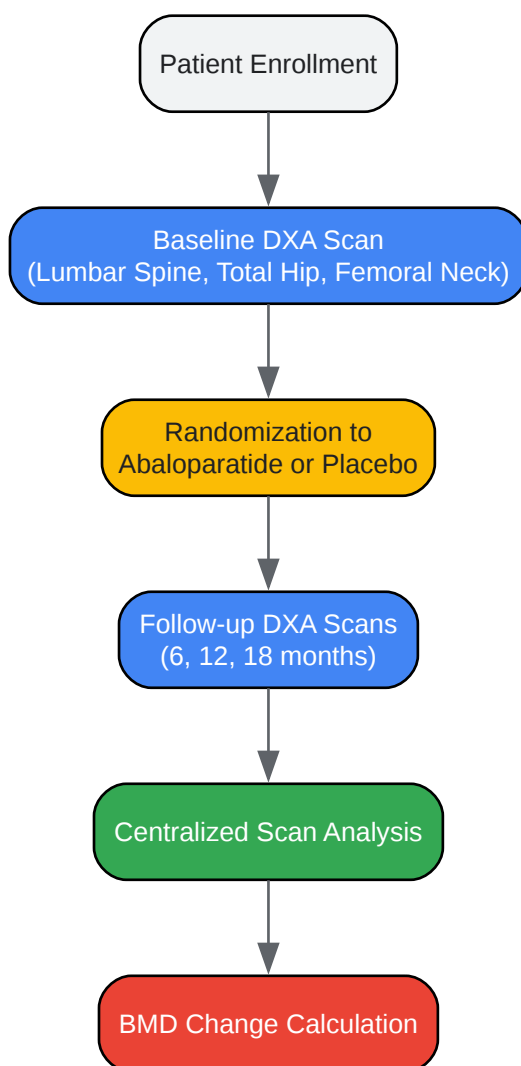 Patient Enrollment
Baseline DXA Scan
(Lumbar Spine, Total Hip, Femoral Neck)
Randomization to
Abaloparatide or Placebo
Follow-up DXA Scans
(6, 12, 18 months)
Centralized Scan Analysis
BMD Change Calculation